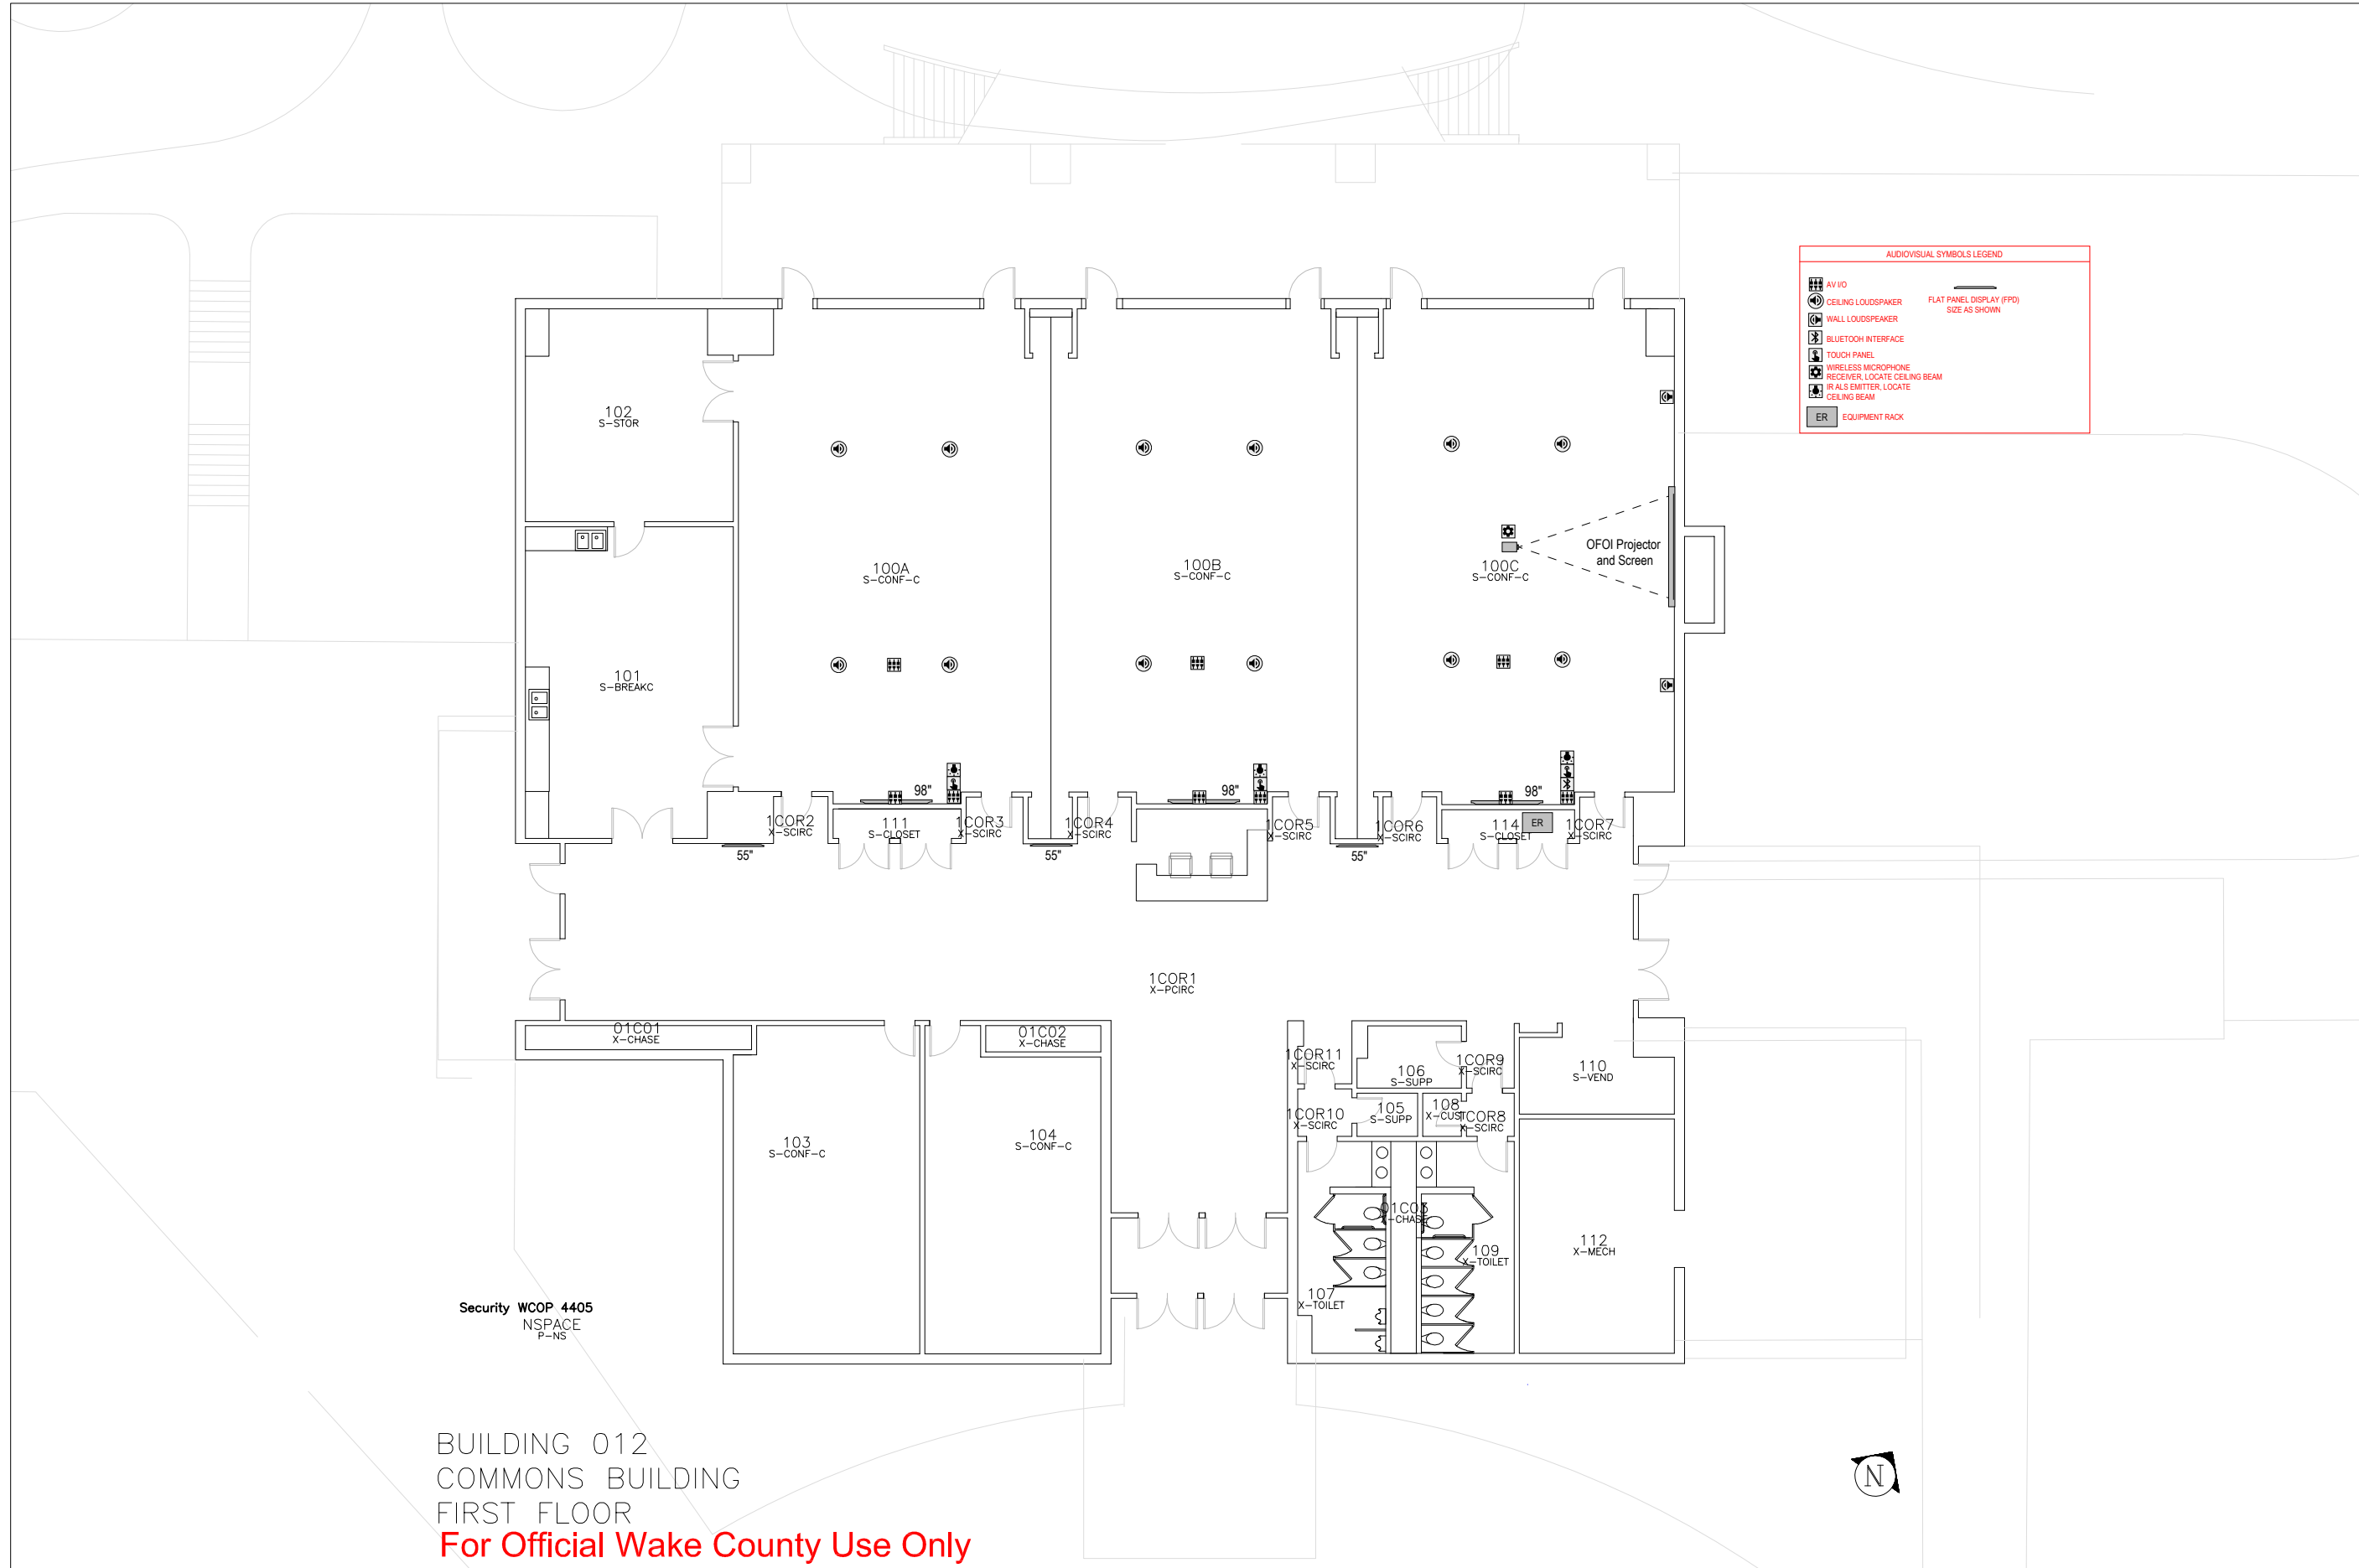 AUDIOVISUAL SYMBOLS LEGEND
AV I/O
CEILING LOUDSPAKER
FLAT PANEL DISPLAY (FPD)
SIZE AS SHOWN
WALL LOUDSPEAKER
BLUETOOH INTERFACE
TOUCH PANEL
WIRELESS MICROPHONE
RECEIVER, LOCATE CEILING BEAM
IR ALS EMITTER, LOCATE
CEILING BEAM
ER
EQUIPMENT RACK
102
S-STOR
100A
S-CONF-C
100B
S-CONF-C
100C
S-CONF-C
OFOI Projector
and Screen
101
S-BREAKC
98"
98"
98"
1COR2
X-SCIRC
111
S-CLOSET
1COR3
X-SCIRC
1COR4
X-SCIRC
1COR5
X-SCIRC
1COR6
X-SCIRC
114
S-CLOSET
ER
1COR7
X-SCIRC
55"
55"
55"
1COR1
X-PCIRC
01C01
X-CHASE
01C02
X-CHASE
1COR11
X-SCIRC
106
S-SUPP
1COR9
X-SCIRC
110
S-VEND
1COR10
X-SCIRC
105
S-SUPP
108
X-CUST
1COR8
X-SCIRC
103
S-CONF-C
104
S-CONF-C
01C03
X-CHASE
109
X-TOILET
112
X-MECH
107
X-TOILET
Security WCOP 4405
NSPACE
P-NS
BUILDING 012
COMMONS BUILDING
FIRST FLOOR
For Official Wake County Use Only
N